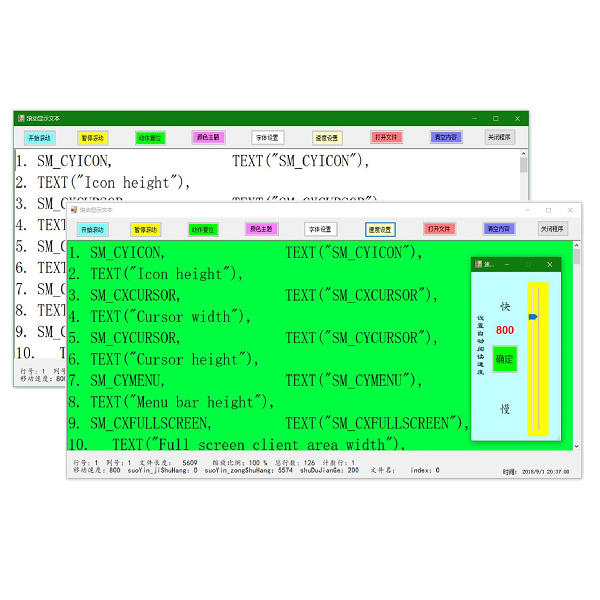 滚动显示文本
开始滚动 暂停滚动 动作复位 颜色主题 字体设置 速度设置 打开文件 清空内容 关闭程序
1. SM_CYICON, TEXT("SM_CYICON"),
2. TEXT("Icon height"),
3. SM_CXCURSOR, TEXT("SM_CXCURSOR"),
4. TEXT
5. SM_C
6. TEXT
7. SM_C
8. TEXT
9. SM_C
10. T
行号: 1 列号
移动速度: 800
滚动显示文本
开始滚动 暂停滚动 动作复位 颜色主题 字体设置 速度设置 打开文件 清空内容 关闭程序
1. SM_CYICON, TEXT("SM_CYICON"),
2. TEXT("Icon height"),
3. SM_CXCURSOR, TEXT("SM_CXCURSOR"),
4. TEXT("Cursor width"),
5. SM_CYCURSOR, TEXT("SM_CYCURSOR"),
6. TEXT("Cursor height"),
7. SM_CYMENU, TEXT("SM_CYMENU"),
8. TEXT("Menu bar height"),
9. SM_CXFULLSCREEN, TEXT("SM_CXFULLSCREEN"),
10. TEXT("Full screen client area width"),
行号: 1 列号: 1 文件长度: 5609 缩放比例: 100 % 总行数: 126 计数行: 1
移动速度: 800 suoYin_jiShuHang: 0 suoYin_zongShuHang: 5574 shuDuJianGe: 200 文件名: index: 0
时间: 2018/9/1 20:37:00
速...
设置自动阅读速度
快
800
确定
慢